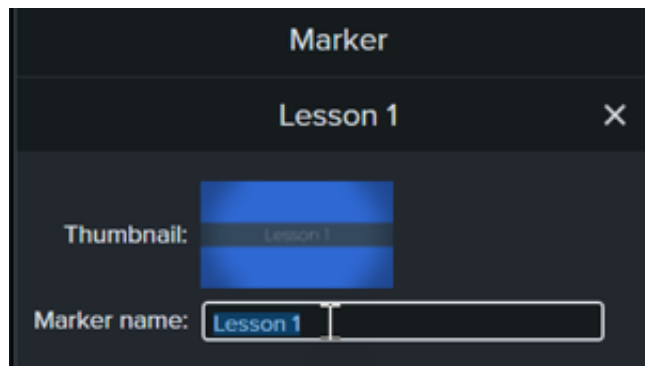 Marker
Lesson 1
Thumbnail:
Lesson 1
Marker name: Lesson 1